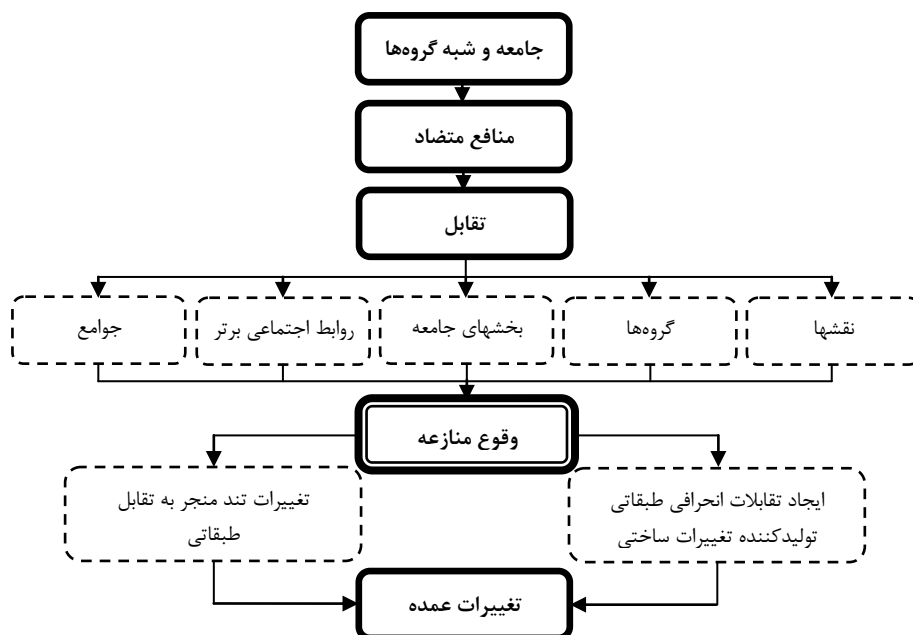 جامعه و شبه گروه‌ها
منافع متضاد
تقابل
نقشها
گروه‌ها
بخشهای جامعه
روابط اجتماعی برتر
جوامع
وقوع منازعه
ایجاد تقابلات انحرافی طبقاتی
تولیدکننده تغییرات ساختی
تغییرات تند منجر به تقابل
طبقاتی
تغییرات عمده